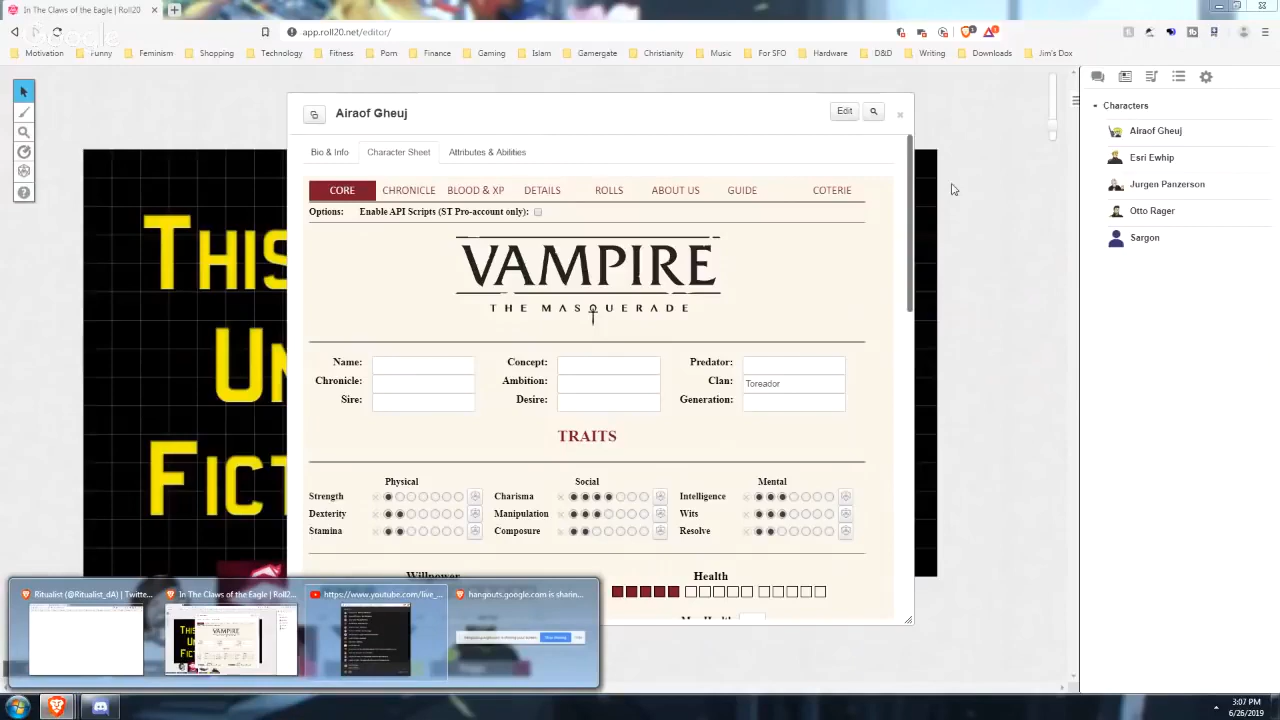 In The Claws of the Eagle | Roll20
app.roll20.net/editor/
Motivation Funny Feminism Shopping Technology Fitness Porn Finance Gaming Islam Gamergate Christianity Music For SFO Hardware D&D Writing Downloads Jim's Dox
Airaof Gheuj
Edit
Bio & Info Character Sheet Attributes & Abilities
CORE CHRONICLE BLOOD & XP DETAILS ROLLS ABOUT US GUIDE COTERIE
Options: Enable API Scripts (ST Pro-account only):
VAMPIRE
THE MASQUERADE
Name: Concept: Predator:
Chronicle: Ambition: Clan: Toreador
Sire: Desire: Generation:
TRAITS
Physical Social Mental
Strength Charisma Intelligence
Dexterity Manipulation Wits
Stamina Composure Resolve
Willpower Health
Characters
Airaof Gheuj
Esri Ewhip
Jurgen Panzerson
Otto Rager
Sargon
THIS
UN
FICT
Ritualist (@Ritualist_dA) | Twitte...
In The Claws of the Eagle | Roll2...
https://www.youtube.com/live_...
hangouts.google.com is sharin...
3:07 PM
6/26/2019